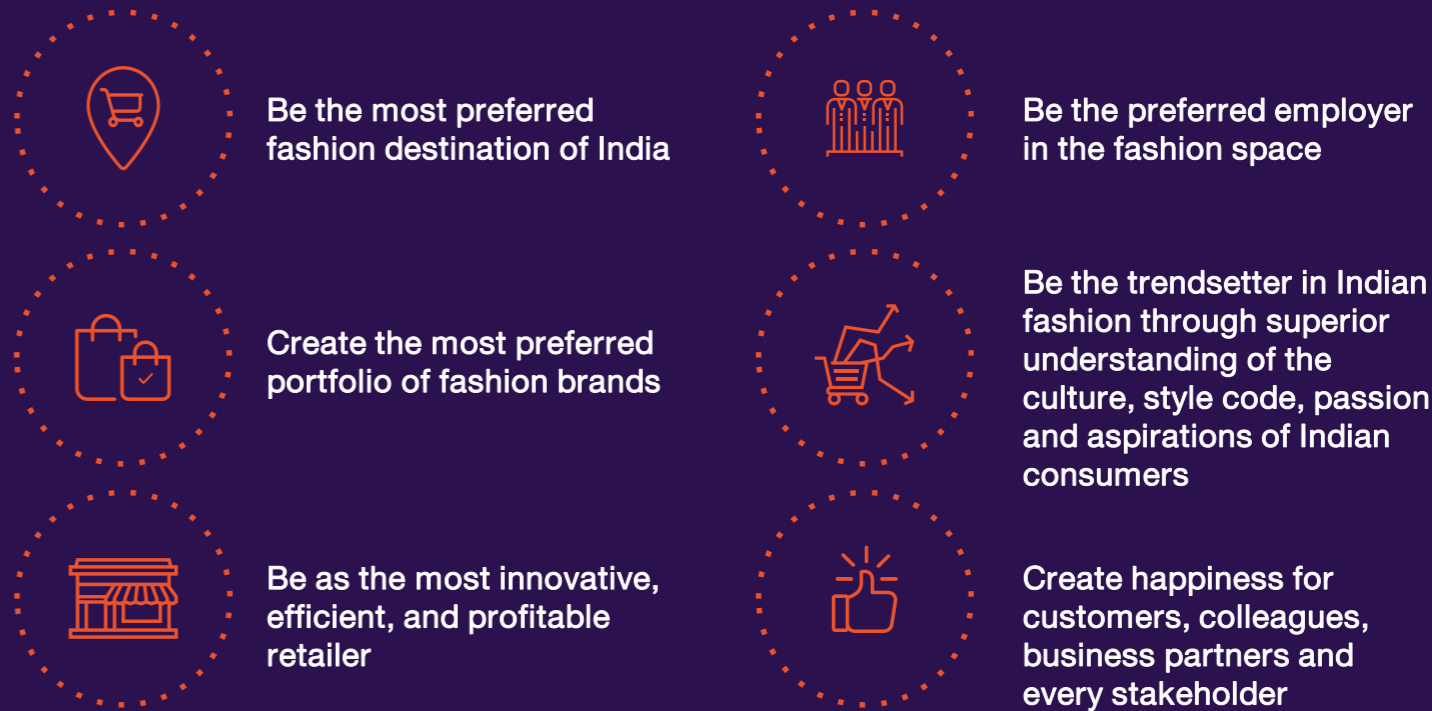 Be the most preferred
fashion destination of India
Be the preferred employer
in the fashion space
Create the most preferred
portfolio of fashion brands
Be the trendsetter in Indian
fashion through superior
understanding of the
culture, style code, passion
and aspirations of Indian
consumers
Be as the most innovative,
efficient, and profitable
retailer
Create happiness for
customers, colleagues,
business partners and
every stakeholder